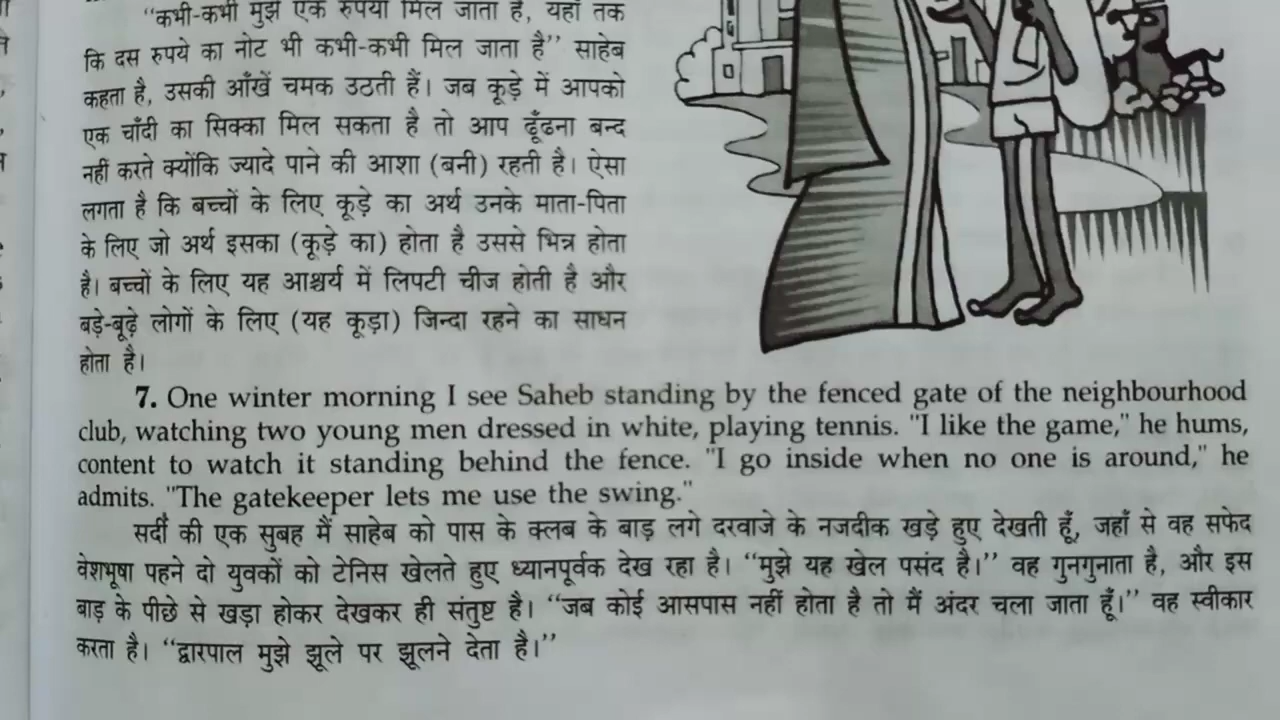 “कभी-कभी मुझे एक रुपया मिल जाता है, यहाँ तक
कि दस रुपये का नोट भी कभी-कभी मिल जाता है” साहेब
कहता है, उसकी आँखें चमक उठती हैं। जब कूड़े में आपको
एक चाँदी का सिक्का मिल सकता है तो आप ढूँढना बन्द
नहीं करते क्योंकि ज्यादे पाने की आशा (बनी) रहती है। ऐसा
लगता है कि बच्चों के लिए कूड़े का अर्थ उनके माता-पिता
के लिए जो अर्थ इसका (कूड़े का) होता है उससे भिन्न होता
है। बच्चों के लिए यह आश्चर्य में लिपटी चीज होती है और
बड़े-बूढ़े लोगों के लिए (यह कूड़ा) जिन्दा रहने का साधन
होता है।
7. One winter morning I see Saheb standing by the fenced gate of the neighbourhood
club, watching two young men dressed in white, playing tennis. "I like the game," he hums,
content to watch it standing behind the fence. "I go inside when no one is around," he
admits. "The gatekeeper lets me use the swing."
सर्दी की एक सुबह मैं साहेब को पास के क्लब के बाड़ लगे दरवाजे के नजदीक खड़े हुए देखती हूँ, जहाँ से वह सफेद
वेशभूषा पहने दो युवकों को टेनिस खेलते हुए ध्यानपूर्वक देख रहा है। “मुझे यह खेल पसंद है।” वह गुनगुनाता है, और इस
बाड़ के पीछे से खड़ा होकर देखकर ही संतुष्ट है। “जब कोई आसपास नहीं होता है तो मैं अंदर चला जाता हूँ।” वह स्वीकार
करता है। “द्वारपाल मुझे झूले पर झूलने देता है।”